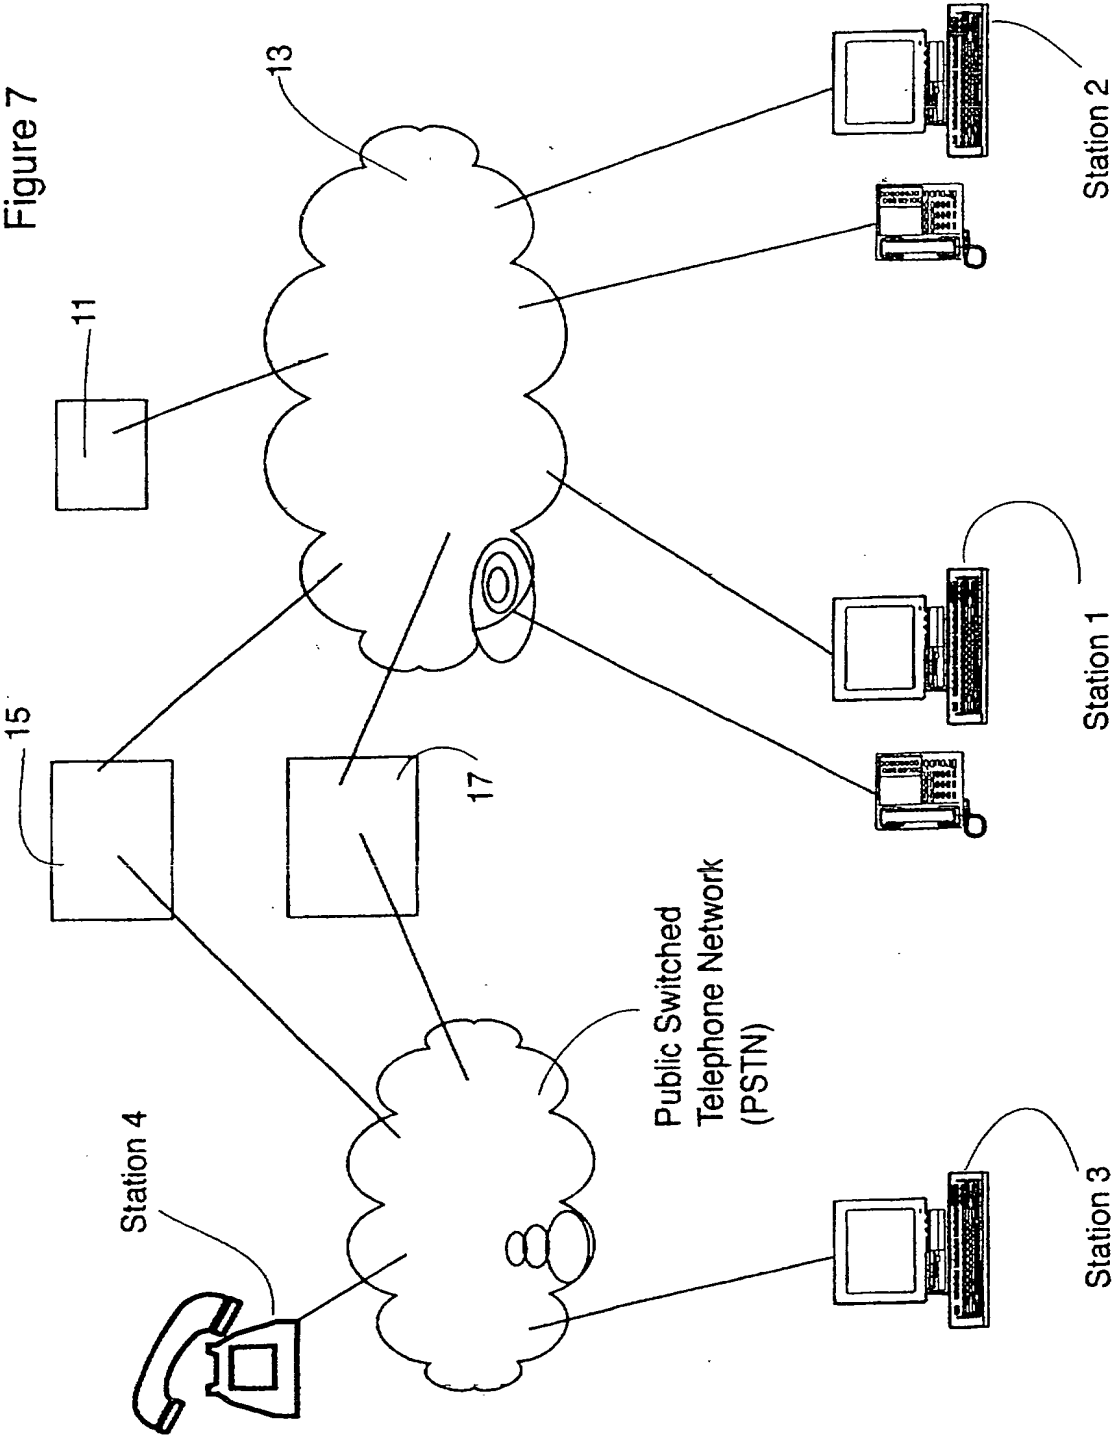 Figure 7
11
13
15
17
Station 4
Public Switched
Telephone Network
(PSTN)
Station 3
Station 1
Station 2